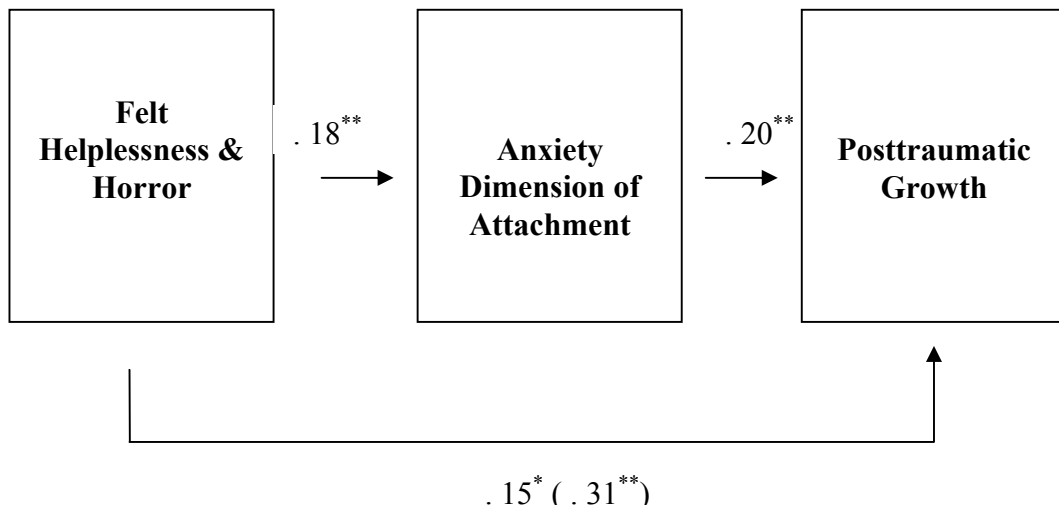 Felt
Helplessness &
Horror
. 18**
Anxiety
Dimension of
Attachment
. 20**
Posttraumatic
Growth
. 15* ( . 31**)